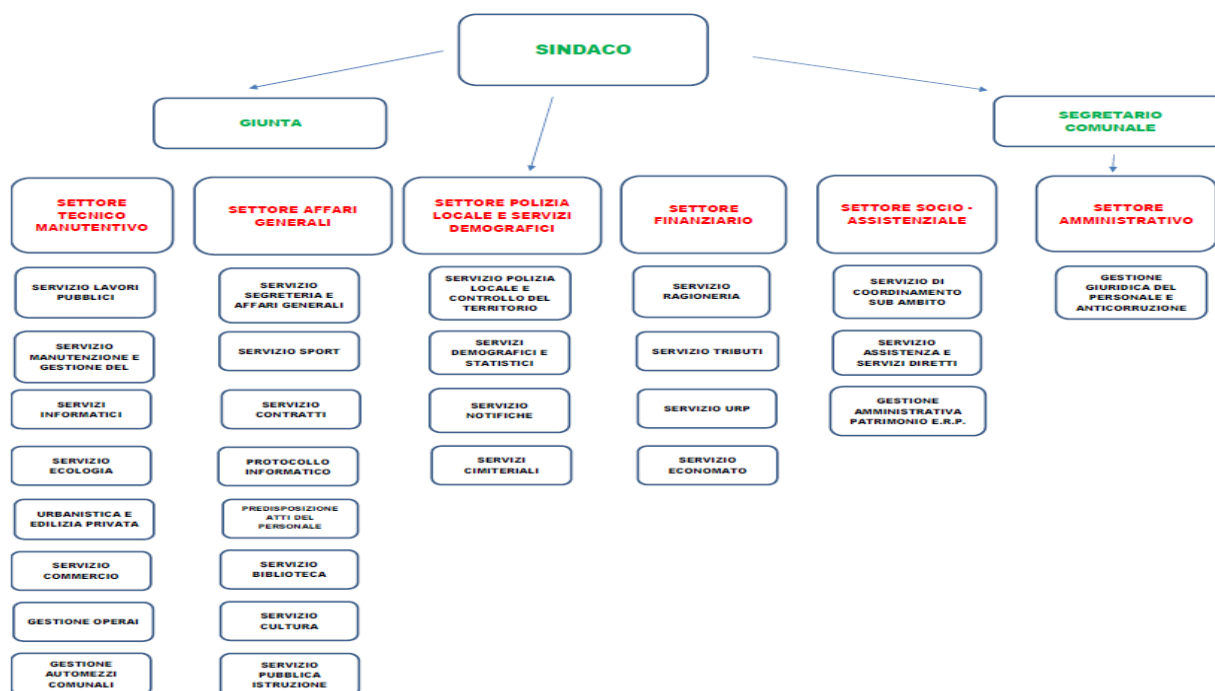 SINDACO
GIUNTA
SEGRETARIO
COMUNALE
SETTORE
TECNICO
MANUTENTIVO
SERVIZIO LAVORI
PUBBLICI
SERVIZIO
MANUTENZIONE E
GESTIONE DEL
SERVIZI
INFORMATICI
SERVIZIO
ECOLOGIA
URBANISTICA E
EDILIZIA PRIVATA
SERVIZIO
COMMERCIO
GESTIONE OPERAI
GESTIONE
AUTOMEZZI
COMUNALI
SETTORE AFFARI
GENERALI
SERVIZIO
SEGRETERIA E
AFFARI GENERALI
SERVIZIO SPORT
SERVIZIO
CONTRATTI
PROTOCOLLO
INFORMATICO
PREDISPOSIZIONE
ATTI DEL
PERSONALE
SERVIZIO
BIBLIOTECA
SERVIZIO
CULTURA
SERVIZIO
PUBBLICA
ISTRUZIONE
SETTORE POLIZIA
LOCALE E SERVIZI
DEMOGRAFICI
SERVIZIO POLIZIA
LOCALE E
CONTROLLO DEL
TERRITORIO
SERVIZI
DEMOGRAFICI E
STATISTICI
SERVIZIO
NOTIFICHE
SERVIZI
CIMITERIALI
SETTORE
FINANZIARIO
SERVIZIO
RAGIONERIA
SERVIZIO TRIBUTI
SERVIZIO URP
SERVIZIO
ECONOMATO
SETTORE SOCIO -
ASSISTENZIALE
SERVIZIO DI
COORDINAMENTO
SUB AMBITO
SERVIZIO
ASSISTENZA E
SERVIZI DIRETTI
GESTIONE
AMMINISTRATIVA
PATRIMONIO E.R.P.
SETTORE
AMMINISTRATIVO
GESTIONE
GIURIDICA DEL
PERSONALE E
ANTICORRUZIONE